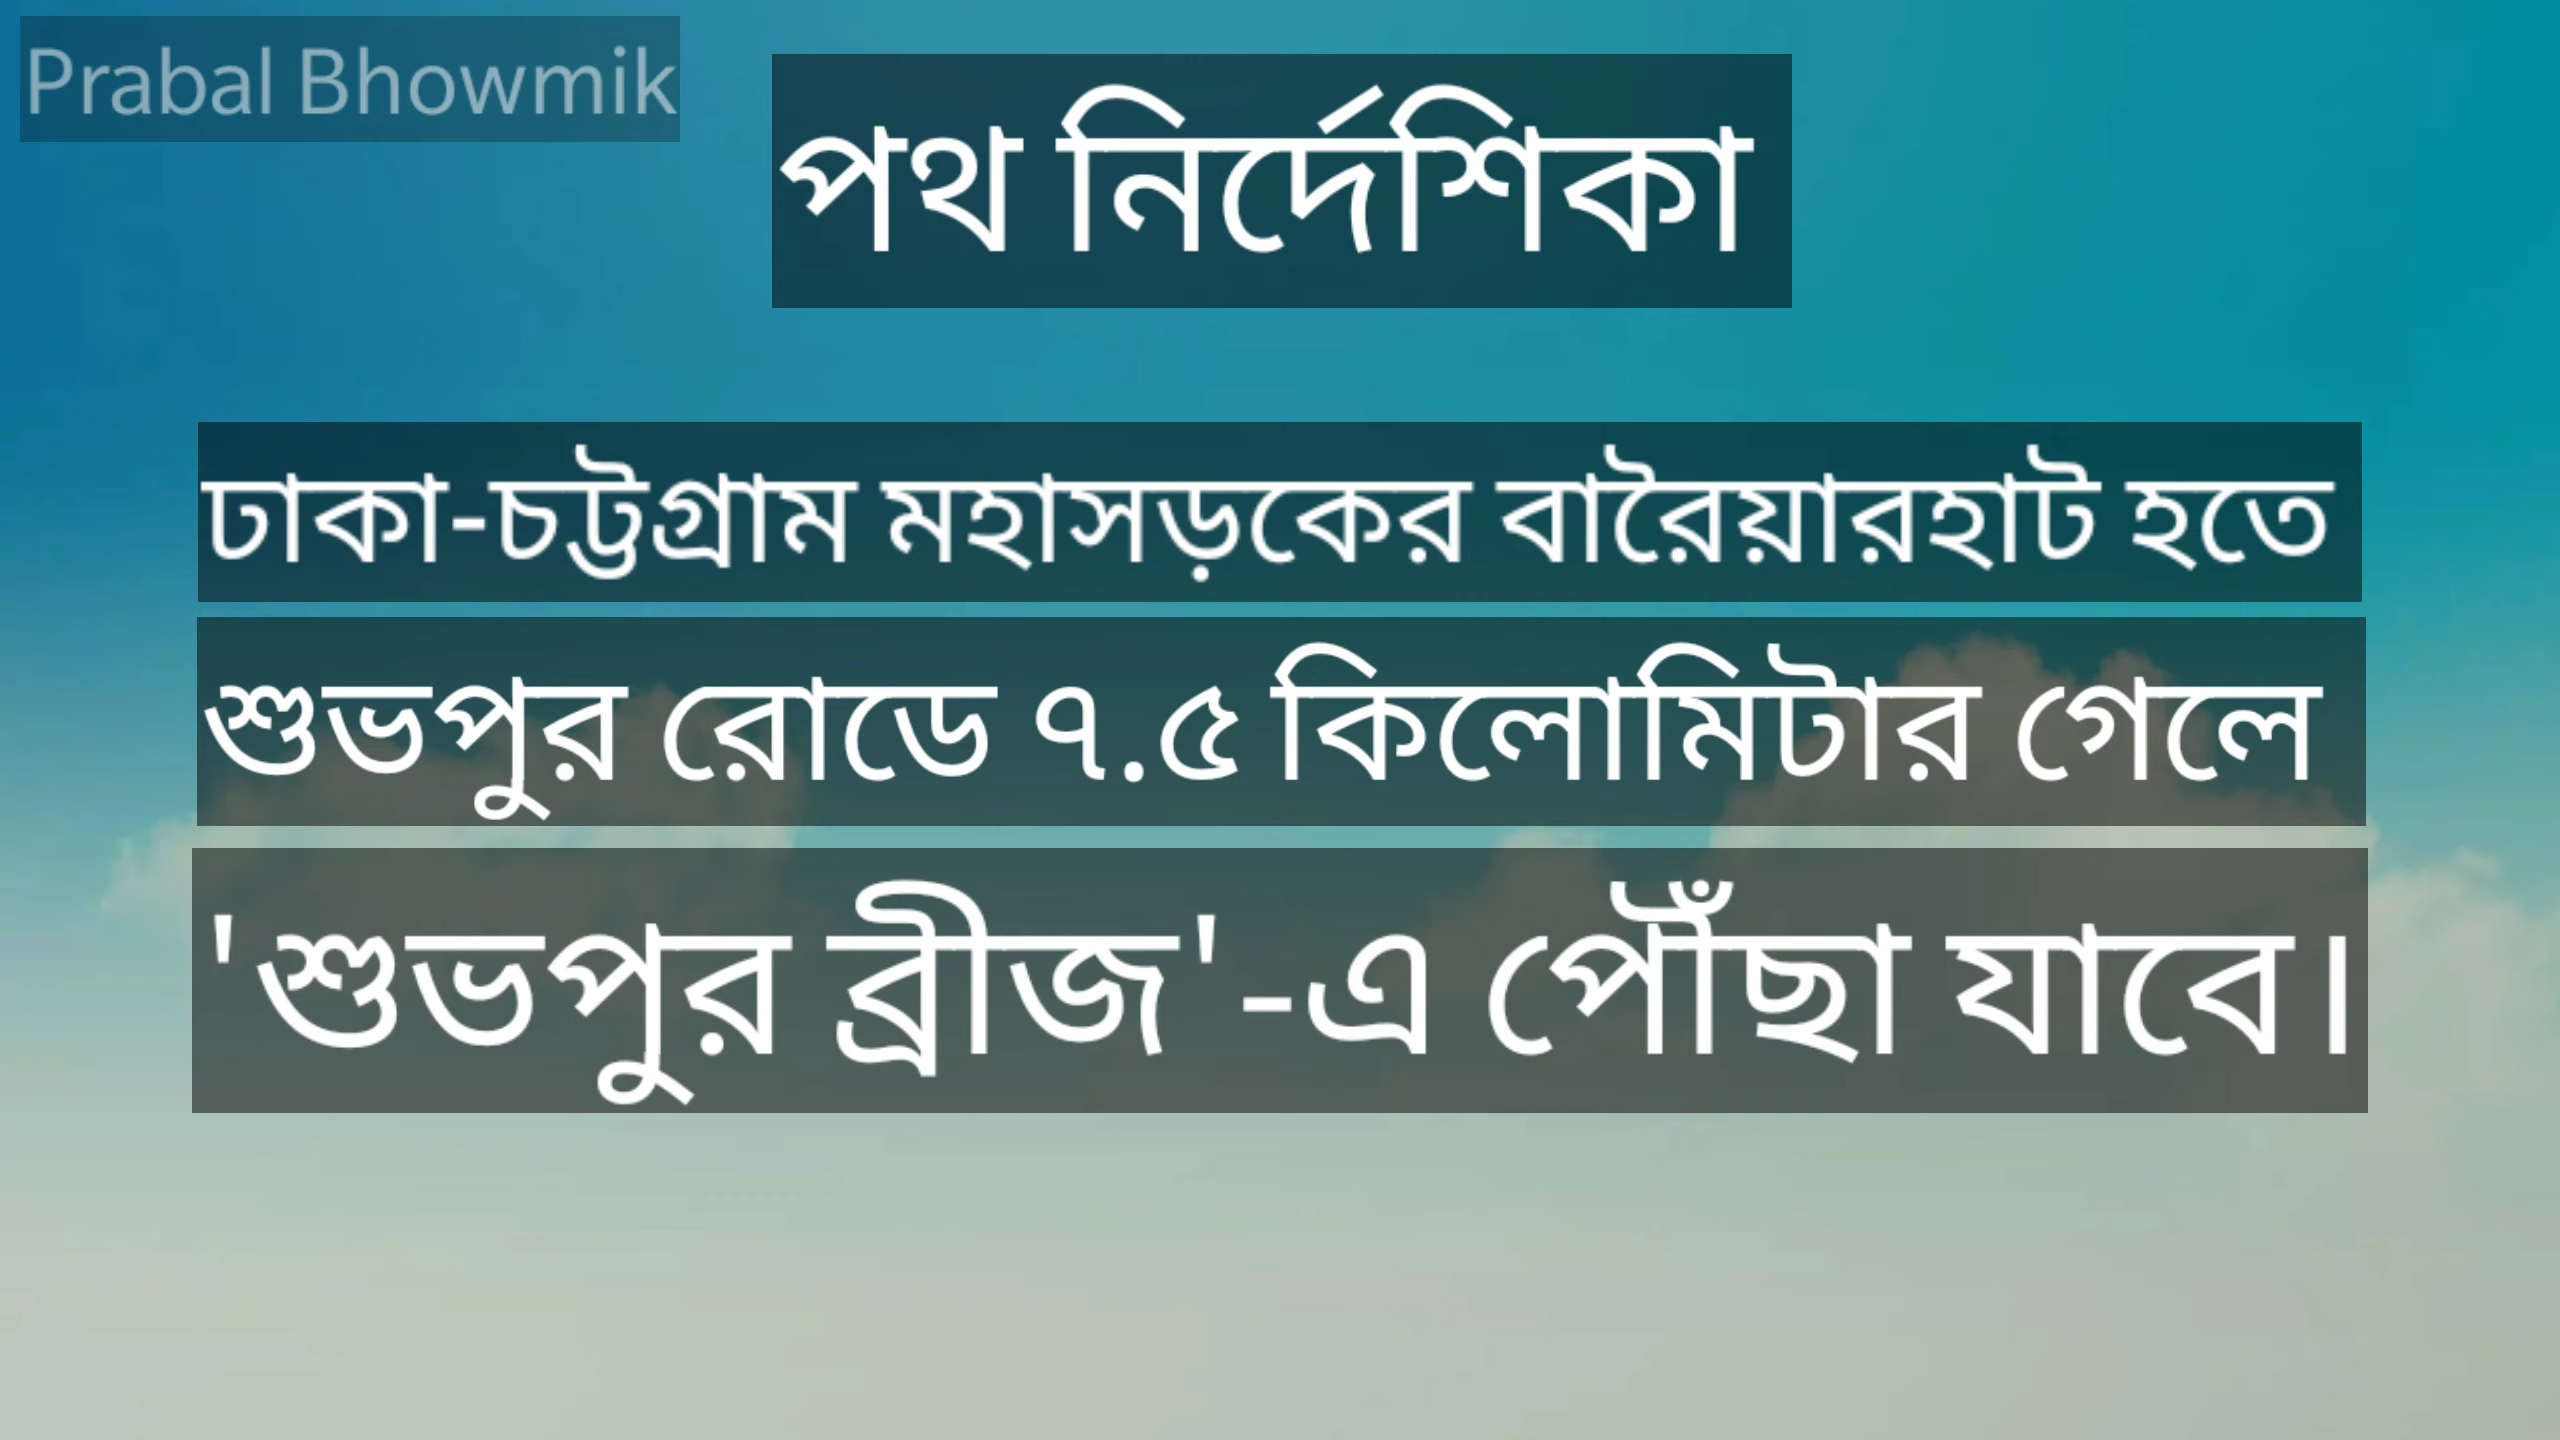 Prabal Bhowmik
পথ নির্দেশিকা
ঢাকা-চট্টগ্রাম মহাসড়কের বারৈয়ারহাট হতে
শুভপুর রোডে ৭.৫ কিলোমিটার গেলে
'শুভপুর ব্রীজ'-এ পৌঁছা যাবে।